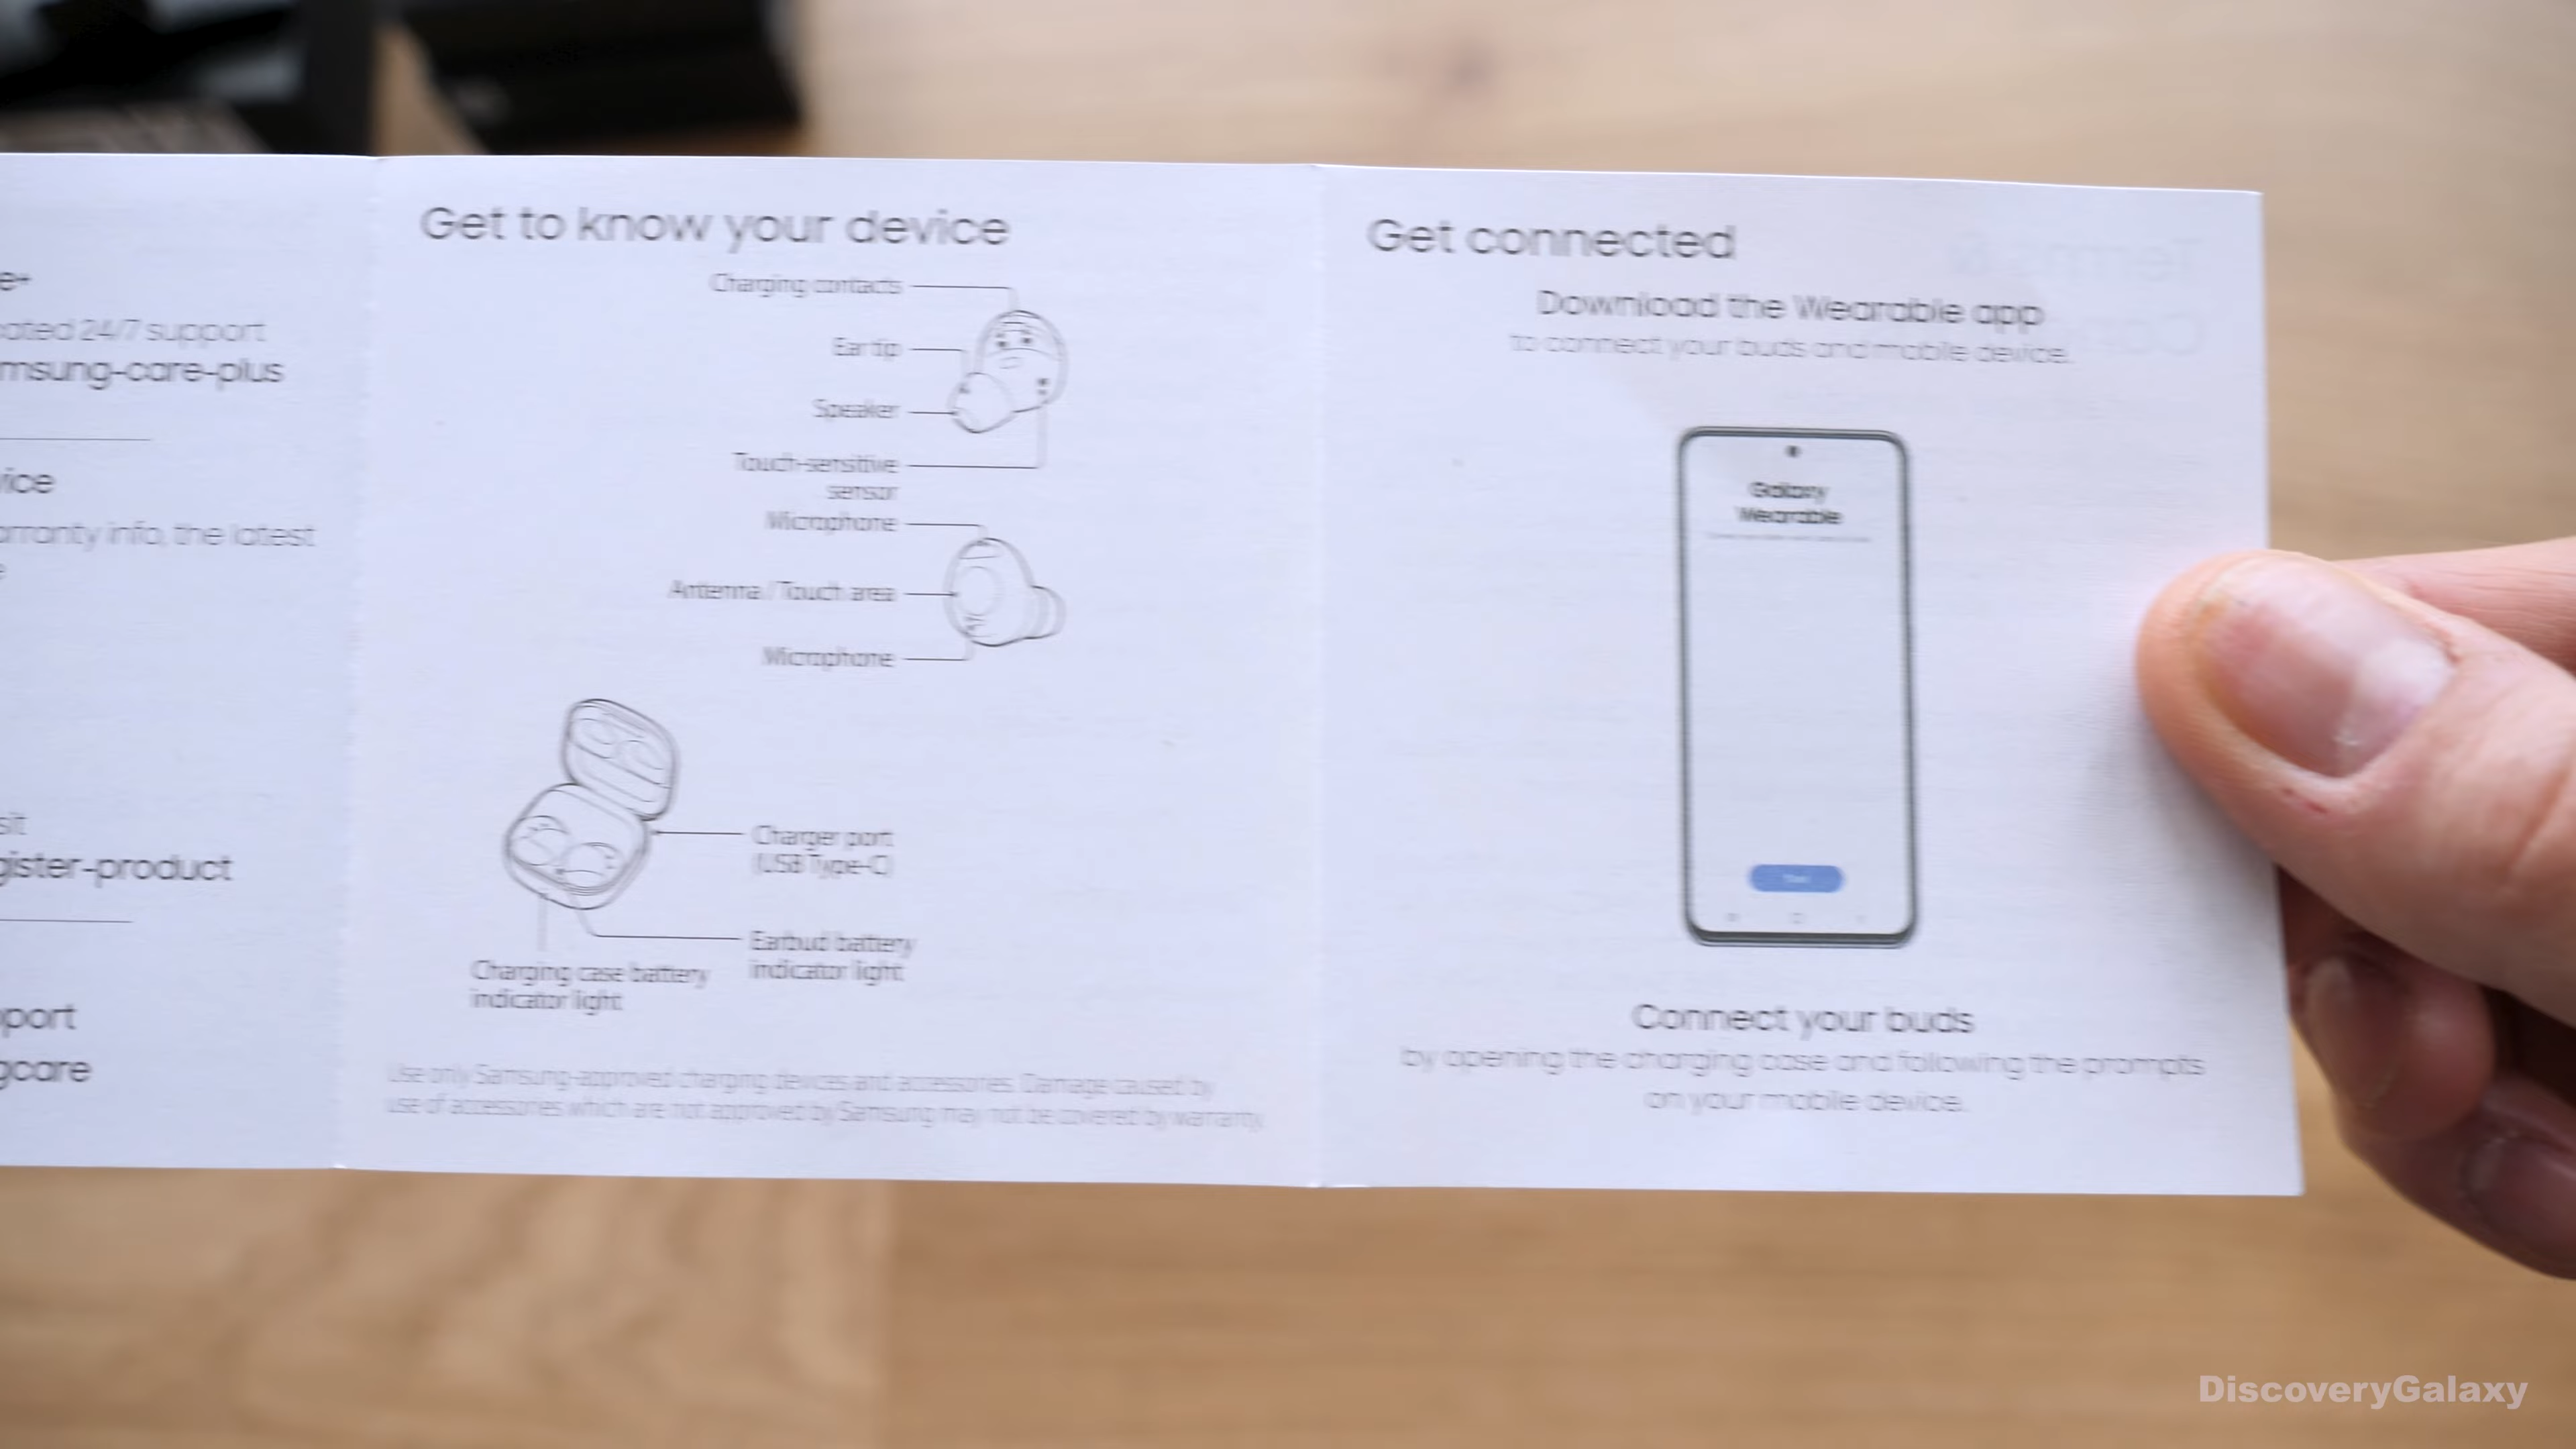 e+
cated 24/7 support
msung-care-plus
vice
arranty info, the latest
e
sit
gister-product
pport
gcare
Get to know your device
Charging contacts
Ear tip
Speaker
Touch-sensitive
sensor
Microphone
Antenna / Touch area
Microphone
Charger port
(USB Type-C)
Earbud battery
indicator light
Charging case battery
indicator light
Use only Samsung-approved charging devices and accessories. Damage caused by
use of accessories which are not approved by Samsung may not be covered by warranty.
Get connected
Download the Wearable app
to connect your buds and mobile device.
Galaxy
Wearable
Connect your buds
by opening the charging case and following the prompts
on your mobile device.
DiscoveryGalaxy